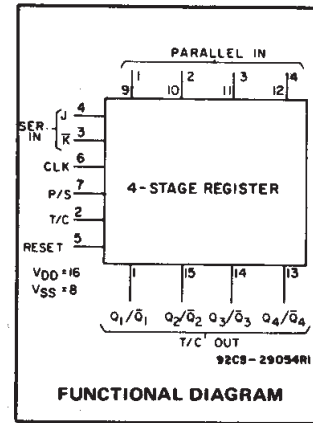 PARALLEL IN
1 2 3 4
9 10 11 12
SER. IN
J 4
K̅ 3
CLK 6
P/S 7
T/C 2
RESET 5
4-STAGE REGISTER
VDD =16
VSS = 8
1 15 14 13
Q1/Q̅1 Q2/Q̅2 Q3/Q̅3 Q4/Q̅4
T/C OUT
92CS-29054R1
FUNCTIONAL DIAGRAM